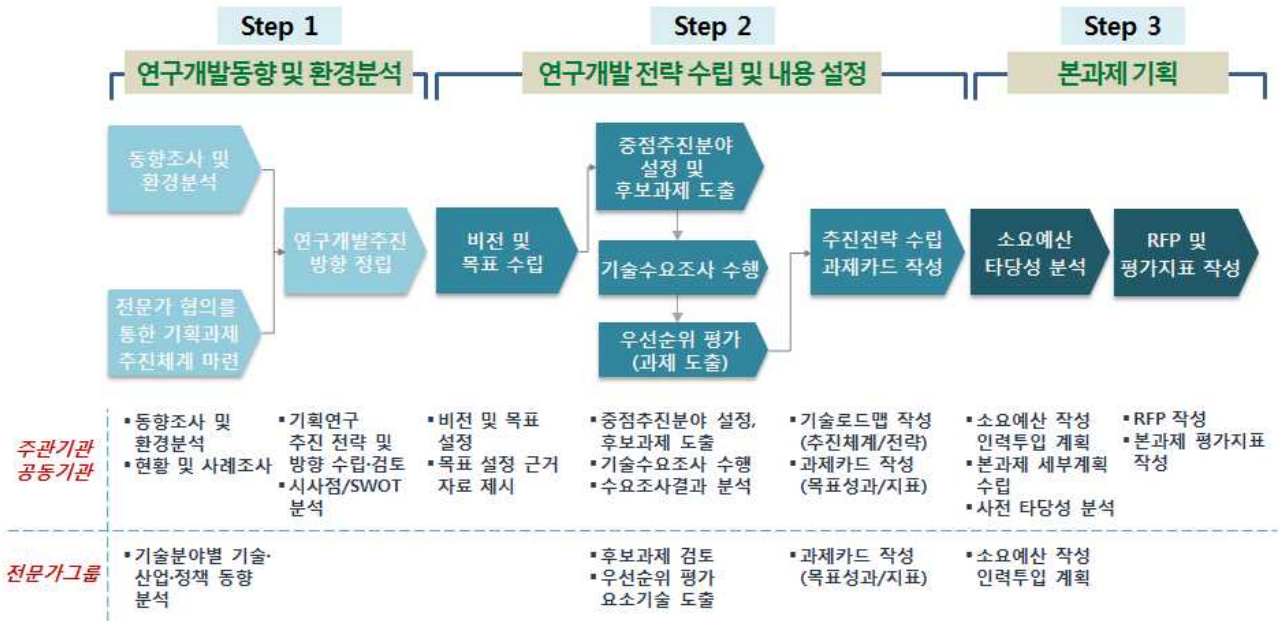 Step 1
Step 2
Step 3
연구개발동향 및 환경분석
연구개발 전략 수립 및 내용 설정
본과제 기획
동향조사 및
환경분석
전문가 협의를
통한 기획과제
추진체계 마련
연구개발추진
방향 정립
비전 및
목표 수립
중점추진분야
설정 및
후보과제 도출
기술수요조사 수행
우선순위 평가
(과제 도출)
추진전략 수립
과제카드 작성
소요예산
타당성 분석
RFP 및
평가지표 작성
주관기관
공동기관
▪ 동향조사 및
환경분석
▪ 현황 및 사례조사
▪ 기획연구
추진 전략 및
방향 수립·검토
▪ 시사점/SWOT
분석
▪ 비전 및 목표
설정
▪ 목표 설정 근거
자료 제시
▪ 중점추진분야 설정,
후보과제 도출
▪ 기술수요조사 수행
▪ 수요조사결과 분석
▪ 기술로드맵 작성
(추진체계/전략)
▪ 과제카드 작성
(목표성과/지표)
▪ 소요예산 작성
인력투입 계획
▪ 본과제 세부계획
수립
▪ 사전 타당성 분석
▪ RFP 작성
▪ 본과제 평가지표
작성
전문가그룹
▪ 기술분야별 기술·
산업·정책 동향
분석
▪ 후보과제 검토
▪ 우선순위 평가
요소기술 도출
▪ 과제카드 작성
(목표성과/지표)
▪ 소요예산 작성
인력투입 계획